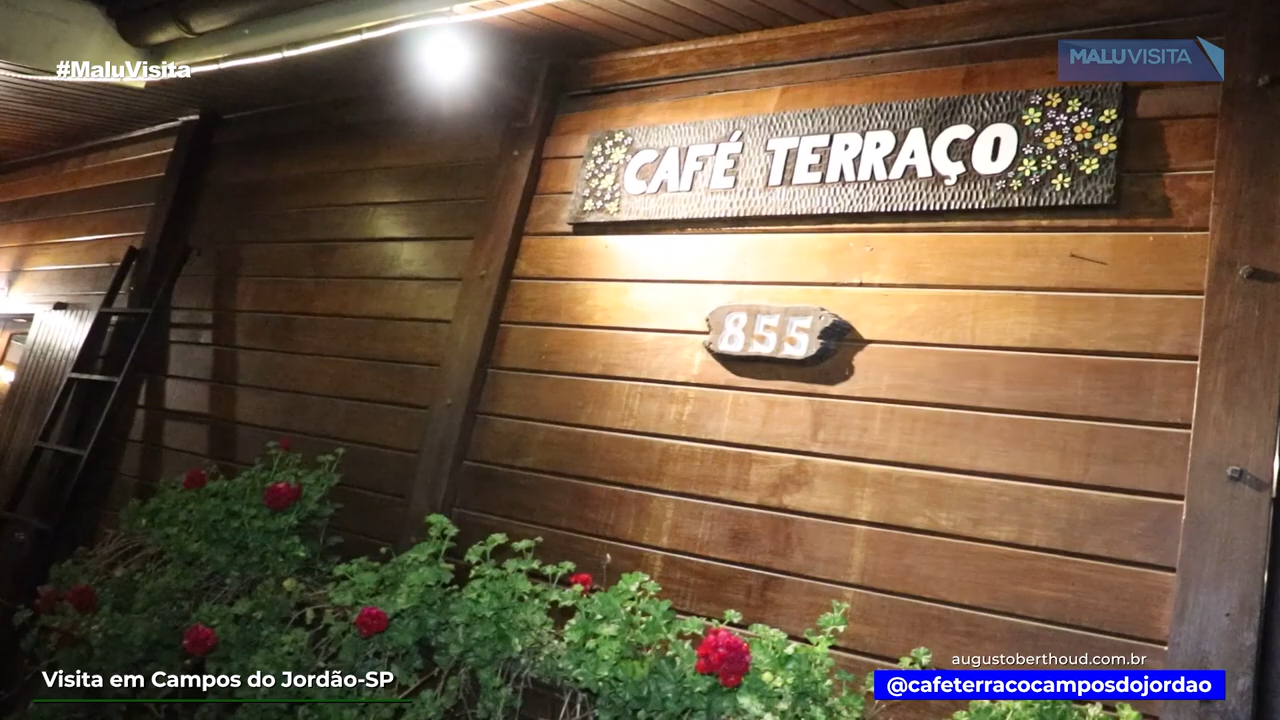 #MaluVisita
MALUVISITA
CAFÉ TERRAÇO
855
augustoberthoud.com.br
Visita em Campos do Jordão-SP
@cafeterracocamposdojordao